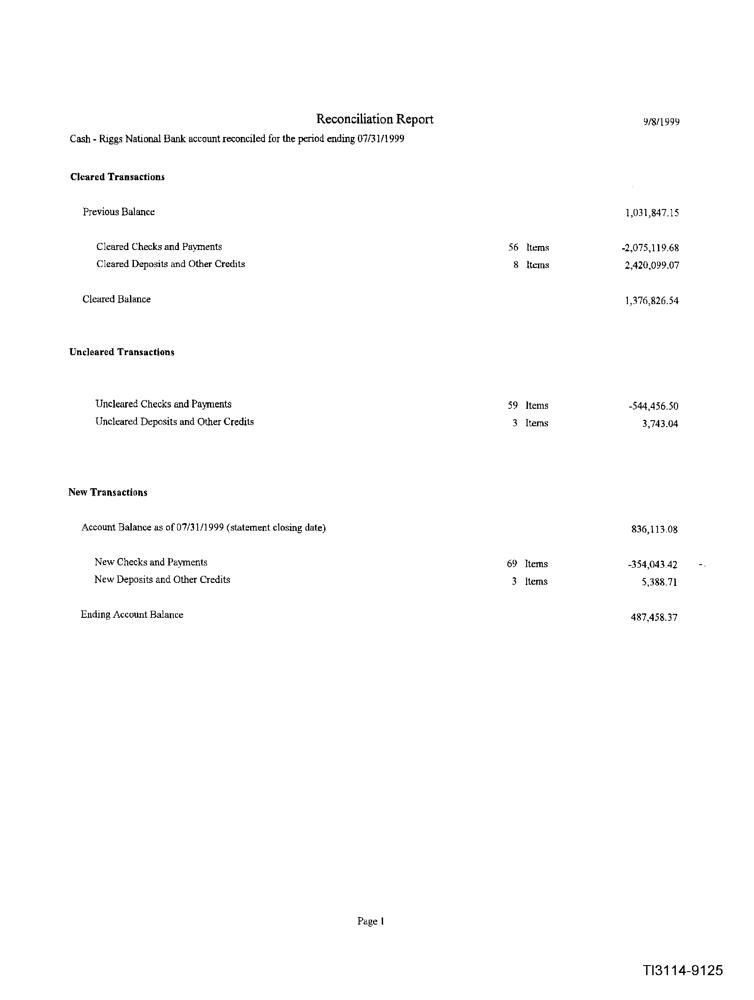 Reconciliation Report 9/8/1999
Cash - Riggs National Bank account reconciled for the period ending 07/31/1999
Cleared Transactions
Previous Balance 1,031,847.15
Cleared Checks and Payments 56 Items -2,075,119.68
Cleared Deposits and Other Credits 8 Items 2,420,099.07
Cleared Balance 1,376,826.54
Uncleared Transactions
Uncleared Checks and Payments 59 Items -544,456.50
Uncleared Deposits and Other Credits 3 Items 3,743.04
New Transactions
Account Balance as of 07/31/1999 (statement closing date) 836,113.08
New Checks and Payments 69 Items -354,043.42
New Deposits and Other Credits 3 Items 5,388.71
Ending Account Balance 487,458.37
Page 1
TI3114-9125